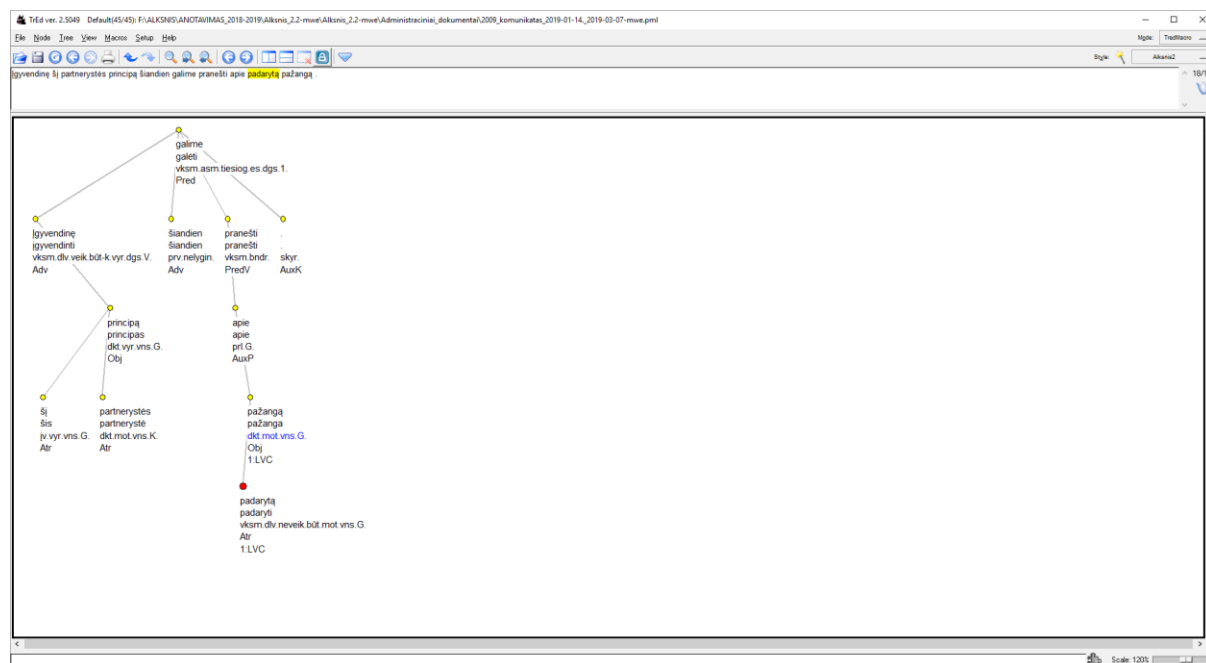 TrEd ver. 2.5049 Default(45/45): F:\ALKSNIS\ANOTAVIMAS_2018-2019\Alksnis_2.2-mwe\Alksnis_2.2-mwe\Administraciniai_dokumentai\2009_komunikatas_2019-01-14._2019-03-07-mwe.pml
File Node Tree View Macros Setup Help
Mode: TredMacro
Style: Alksnis2
Įgyvendinę šį partnerystės principą šiandien galime pranešti apie padarytą pažangą .
18/1
galime
galėti
vksm.asm.tiesiog.es.dgs.1.
Pred
Įgyvendinę šiandien pranešti .
įgyvendinti šiandien pranešti .
vksm.dlv.veik.būt-k.vyr.dgs.V. prv.nelygin. vksm.bndr. skyr.
Adv Adv PredV AuxK
principą apie
principas apie
dkt.vyr.vns.G. prl.G.
Obj AuxP
šį partnerystės pažangą
šis partnerystė pažanga
įv.vyr.vns.G. dkt.mot.vns.K. dkt.mot.vns.G.
Atr Atr Obj
1:LVC
padarytą
padaryti
vksm.dlv.neveik.būt.mot.vns.G.
Atr
1:LVC
Scale: 120%